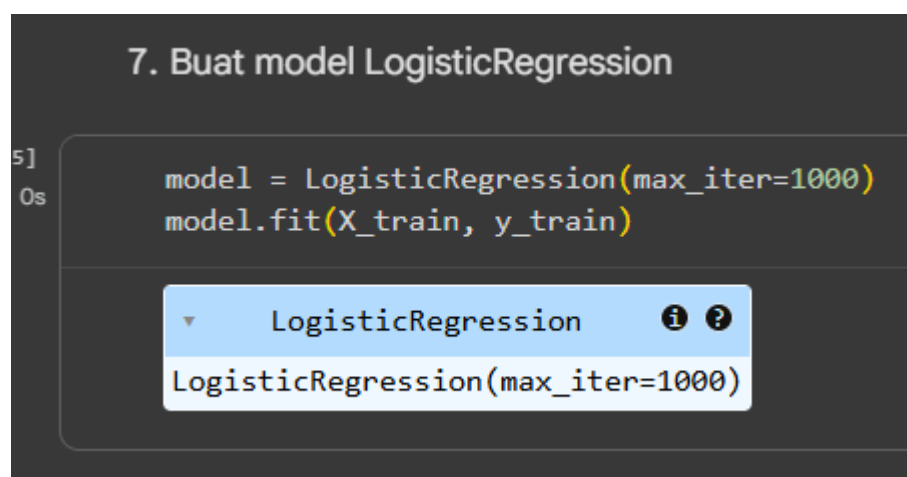 7. Buat model LogisticRegression
5]
0s
model = LogisticRegression(max_iter=1000)
model.fit(X_train, y_train)
LogisticRegression
LogisticRegression(max_iter=1000)